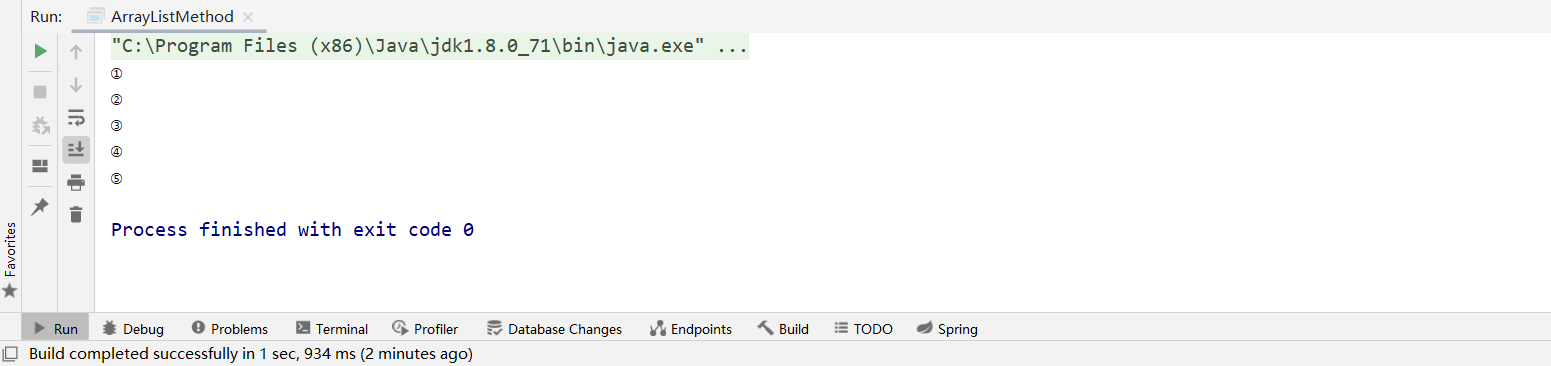 Run: ArrayListMethod
"C:\Program Files (x86)\Java\jdk1.8.0_71\bin\java.exe" ...
①
②
③
④
⑤
Process finished with exit code 0
Favorites
Run Debug Problems Terminal Profiler Database Changes Endpoints Build TODO Spring
Build completed successfully in 1 sec, 934 ms (2 minutes ago)